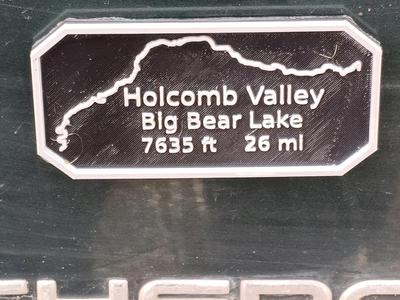 Holcomb Valley
Big Bear Lake
7635 ft 26 mi